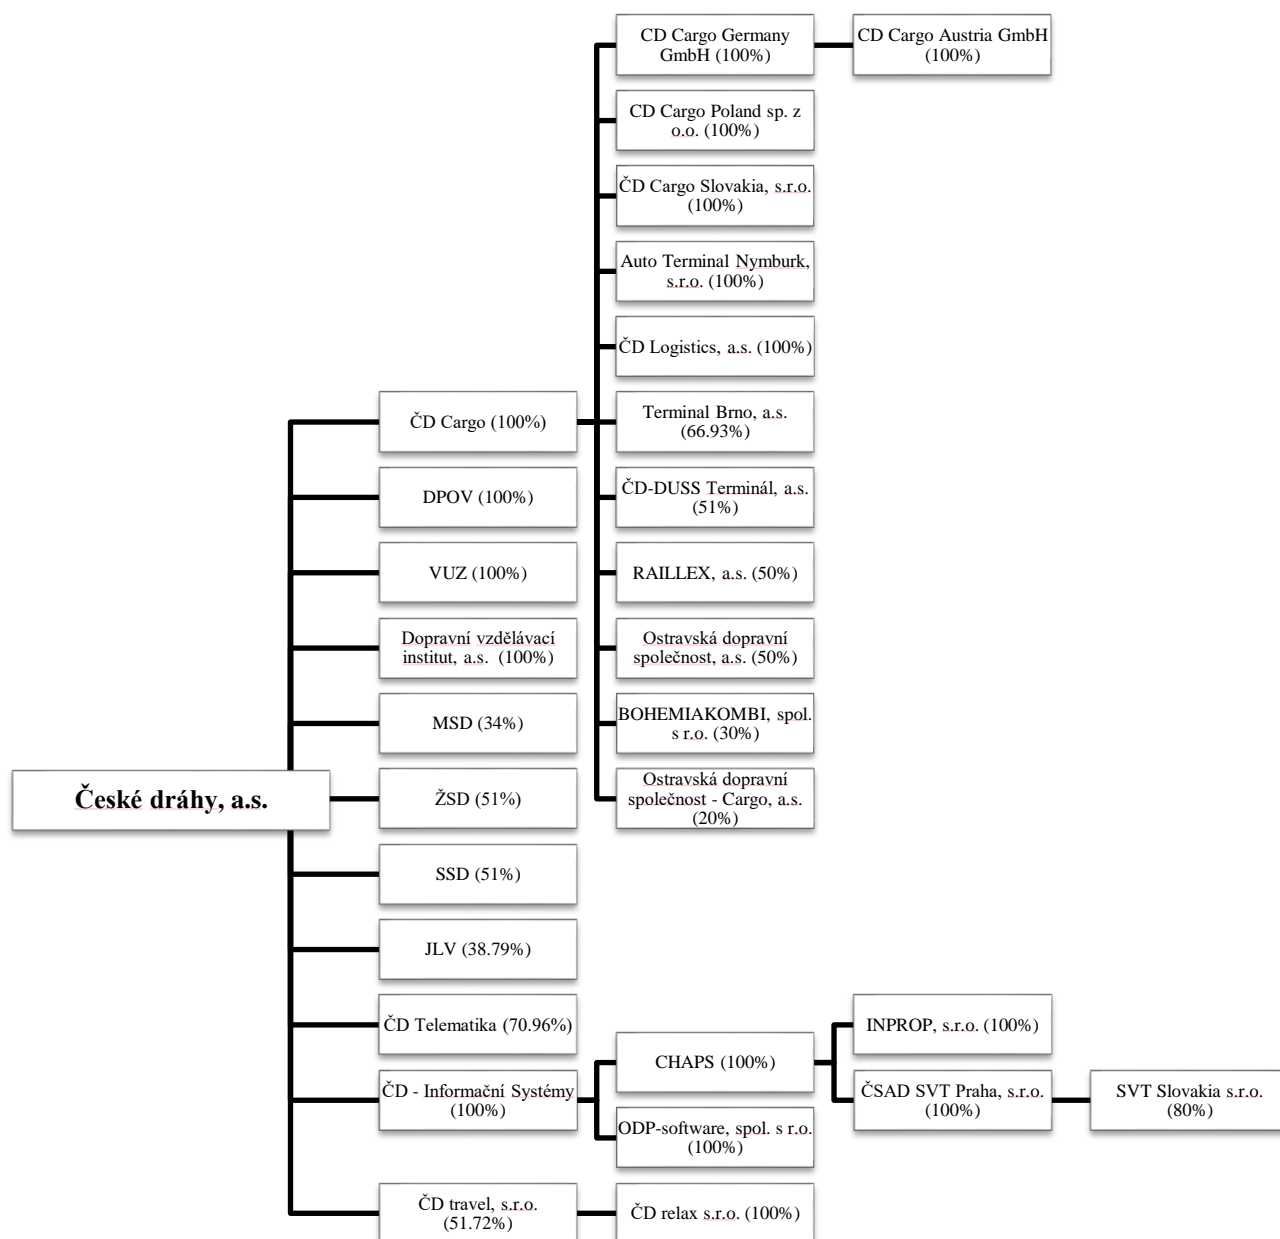 CD Cargo Germany
GmbH (100%)
CD Cargo Austria GmbH
(100%)
CD Cargo Poland sp. z
o.o. (100%)
ČD Cargo Slovakia, s.r.o.
(100%)
Auto Terminal Nymburk,
s.r.o. (100%)
ČD Logistics, a.s. (100%)
ČD Cargo (100%)
Terminal Brno, a.s.
(66.93%)
DPOV (100%)
ČD-DUSS Terminál, a.s.
(51%)
VUZ (100%)
RAILLEX, a.s. (50%)
Dopravní vzdělávací
institut, a.s. (100%)
Ostravská dopravní
společnost, a.s. (50%)
MSD (34%)
BOHEMIAKOMBI, spol.
s r.o. (30%)
České dráhy, a.s.
ŽSD (51%)
Ostravská dopravní
společnost - Cargo, a.s.
(20%)
SSD (51%)
JLV (38.79%)
ČD Telematika (70.96%)
INPROP, s.r.o. (100%)
CHAPS (100%)
ČD - Informační Systémy
(100%)
ČSAD SVT Praha, s.r.o.
(100%)
SVT Slovakia s.r.o.
(80%)
ODP-software, spol. s r.o.
(100%)
ČD travel, s.r.o.
(51.72%)
ČD relax s.r.o. (100%)